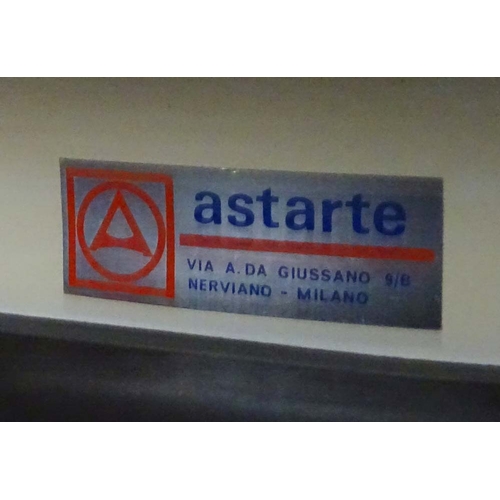 astarte
VIA A. DA GIUSSANO 9/B
NERVIANO - MILANO